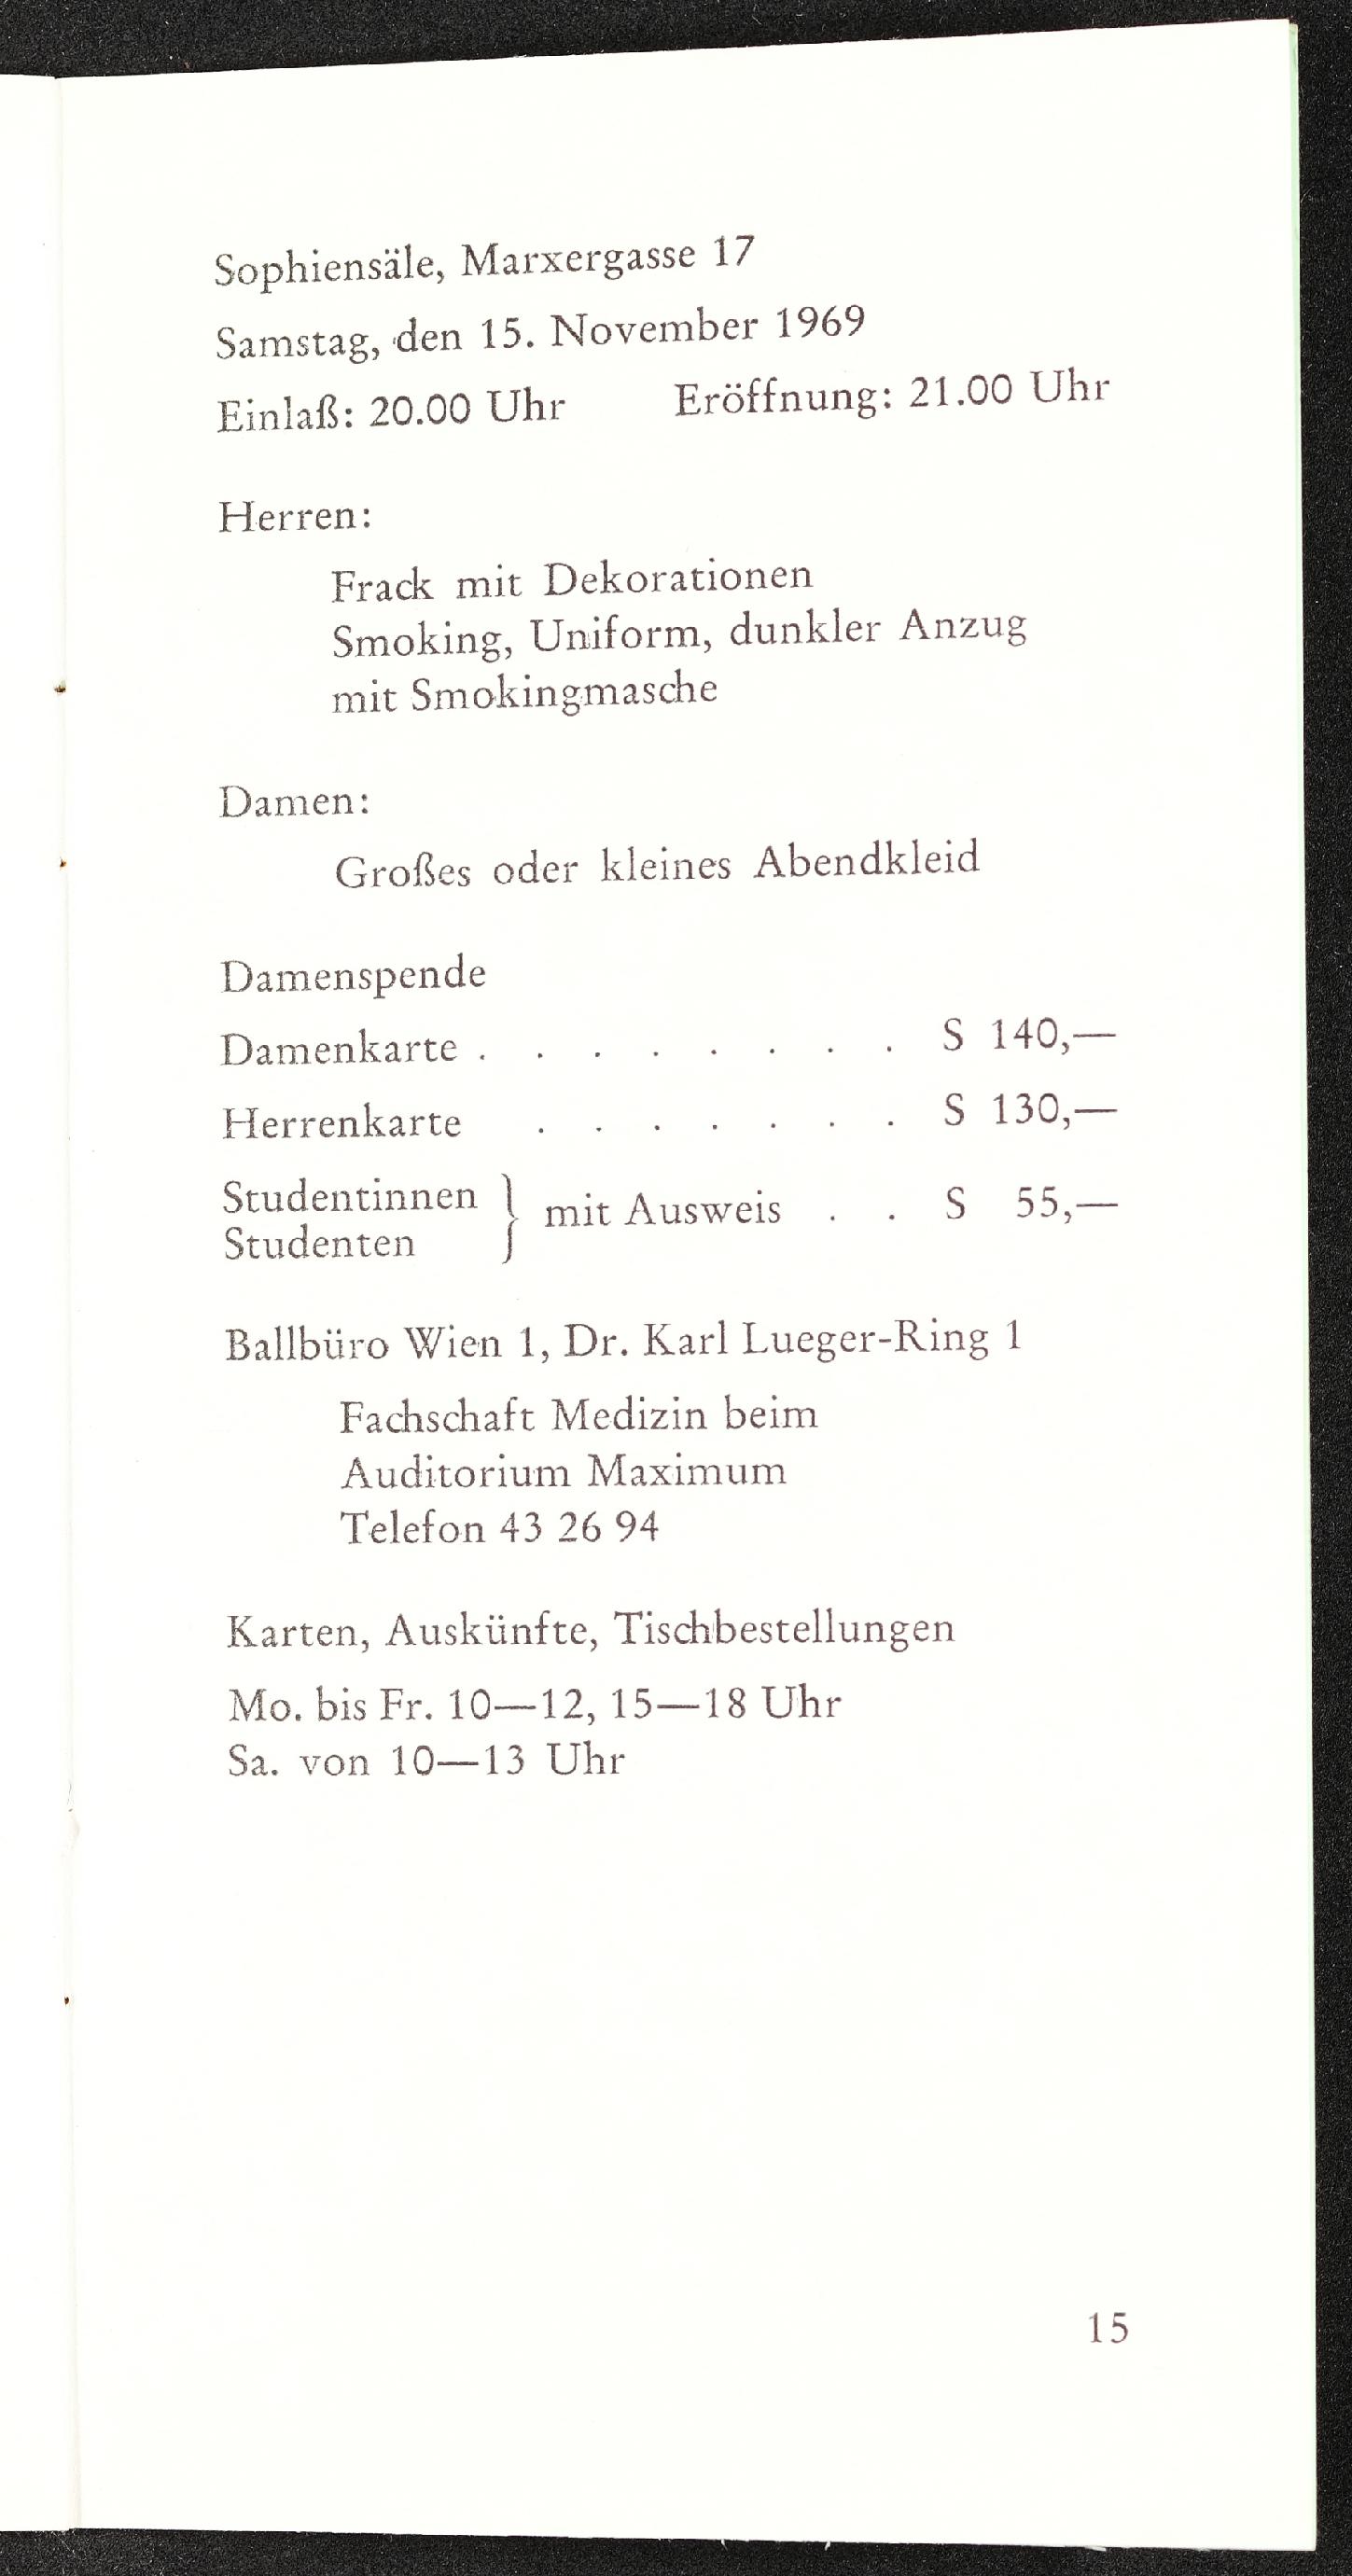 Sophiensäle, Marxergasse 17
Samstag, den 15. November 1969
Einlaß: 20.00 Uhr Eröffnung: 21.00 Uhr
Herren:
Frack mit Dekorationen
Smoking, Uniform, dunkler Anzug
mit Smokingmasche
Damen:
Großes oder kleines Abendkleid
Damenspende
Damenkarte . . . . . . . . S 140,—
Herrenkarte . . . . . . . S 130,—
Studentinnen } mit Ausweis . . S 55,—
Studenten
Ballbüro Wien 1, Dr. Karl Lueger-Ring 1
Fachschaft Medizin beim
Auditorium Maximum
Telefon 43 26 94
Karten, Auskünfte, Tischbestellungen
Mo. bis Fr. 10—12, 15—18 Uhr
Sa. von 10—13 Uhr
15